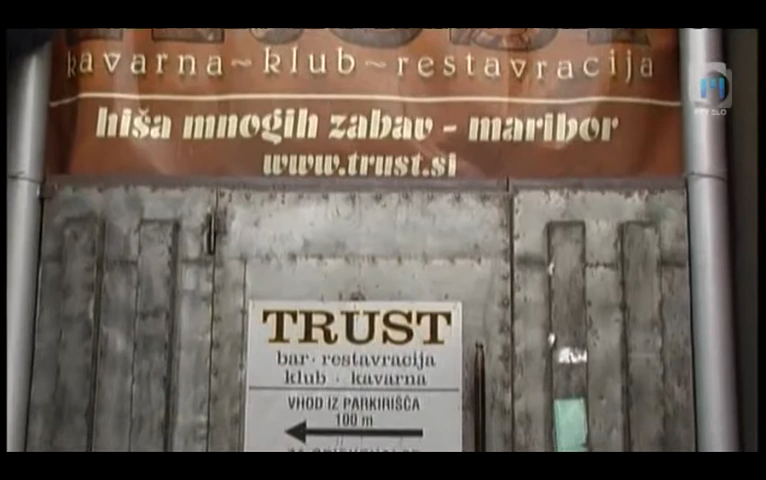 kavarna ~ klub ~ restavracija
hiša mnogih zabav - maribor
www.trust.si
TRUST
bar · restavracija
klub · kavarna
VHOD IZ PARKIRIŠČA
100 m